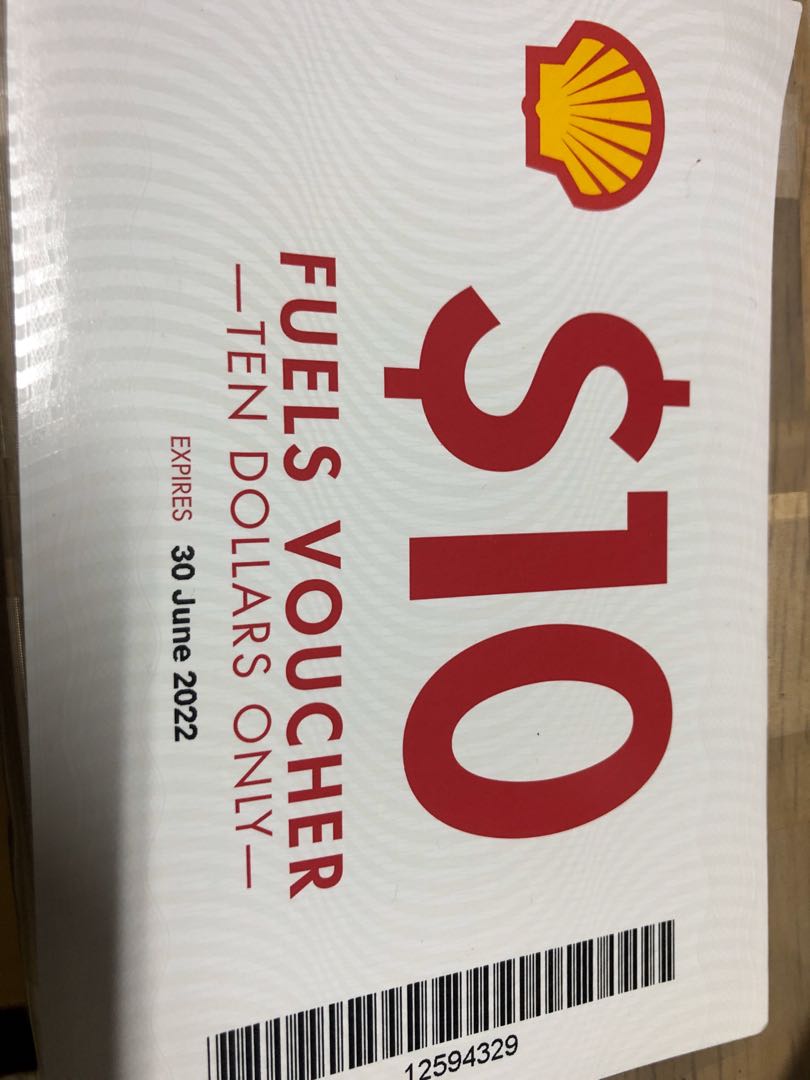 $10
FUELS VOUCHER
—TEN DOLLARS ONLY—
EXPIRES 30 June 2022
12594329